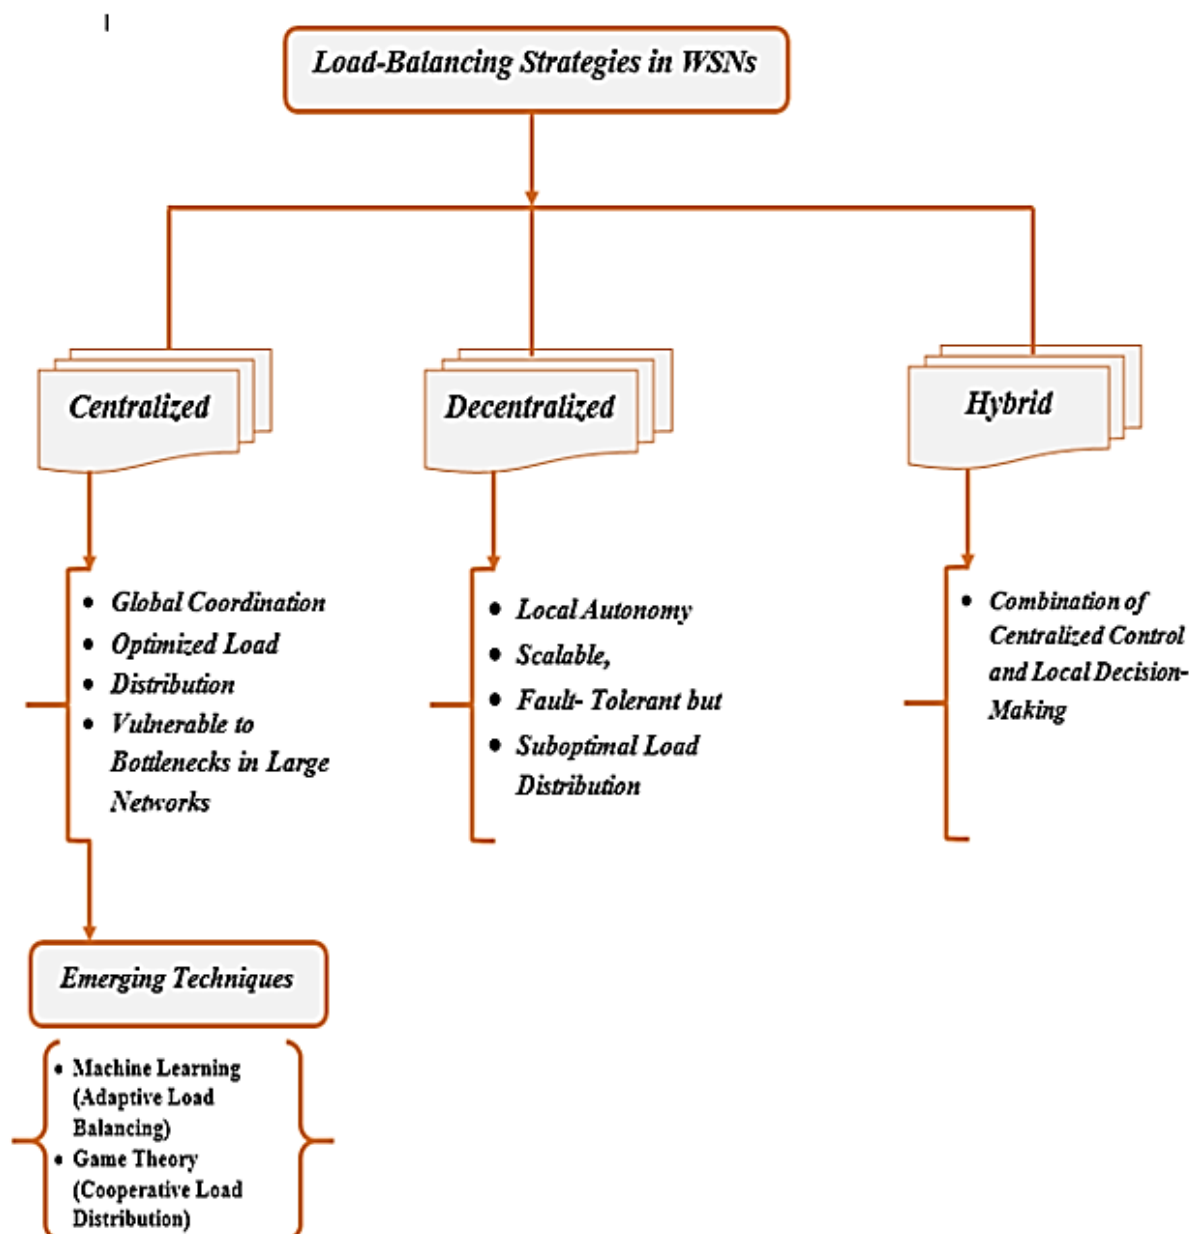 Load-Balancing Strategies in WSNs
Centralized
Decentralized
Hybrid
• Global Coordination
• Optimized Load
• Distribution
• Vulnerable to
Bottlenecks in Large
Networks
• Local Autonomy
• Scalable,
• Fault- Tolerant but
• Suboptimal Load
Distribution
• Combination of
Centralized Control
and Local Decision-
Making
Emerging Techniques
• Machine Learning
(Adaptive Load
Balancing)
• Game Theory
(Cooperative Load
Distribution)